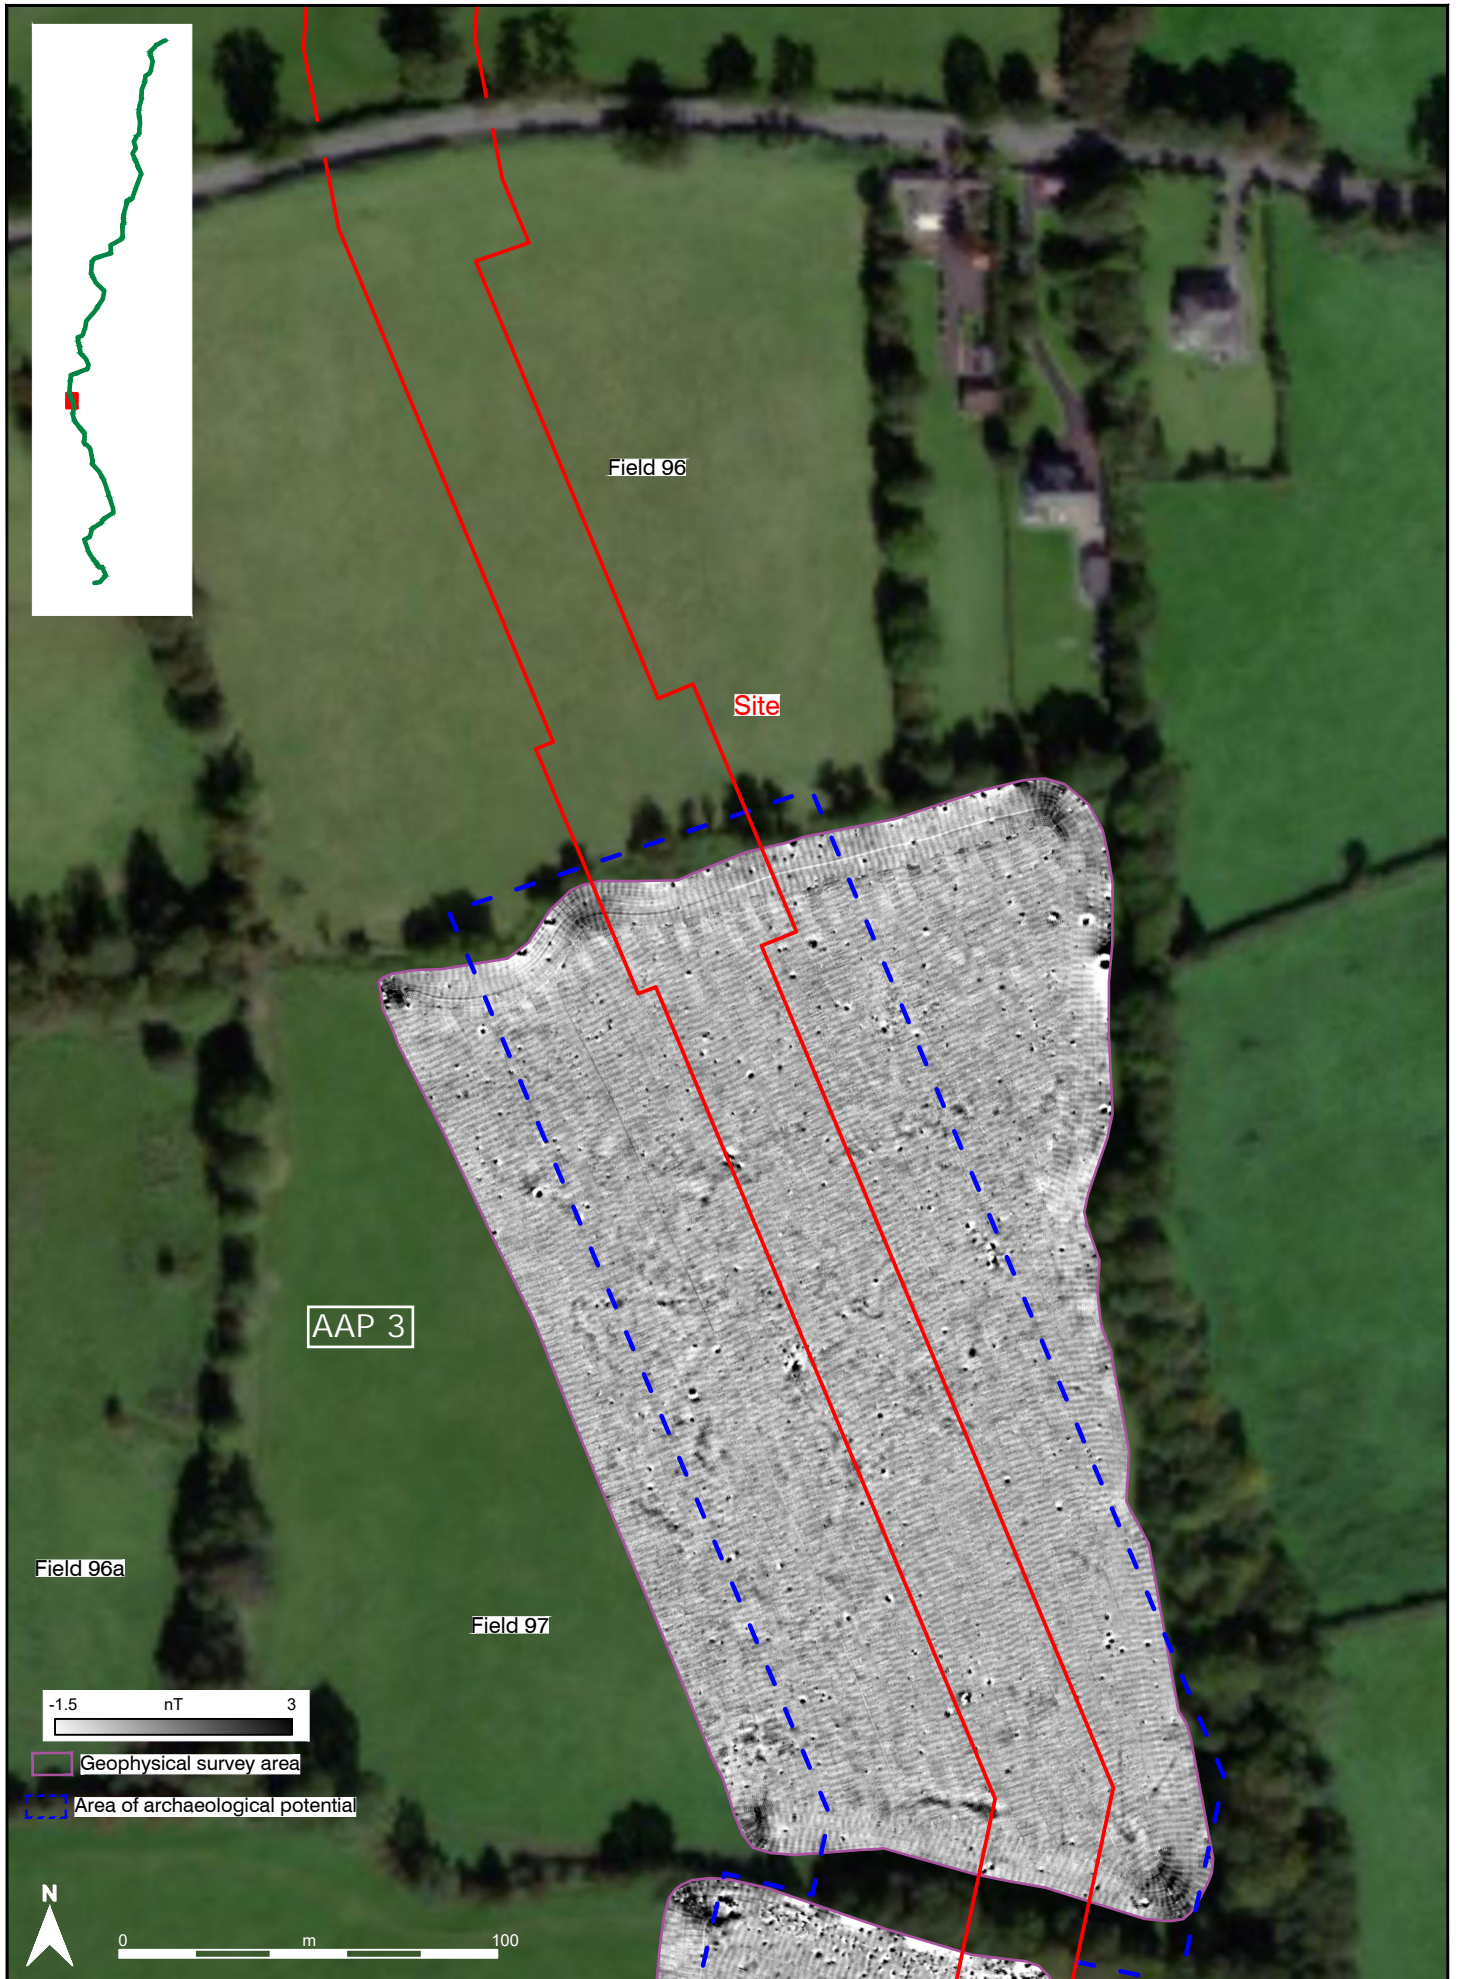 Field 96
Site
AAP 3
Field 96a
Field 97
-1.5 nT 3
Geophysical survey area
Area of archaeological potential
N
0 m 100